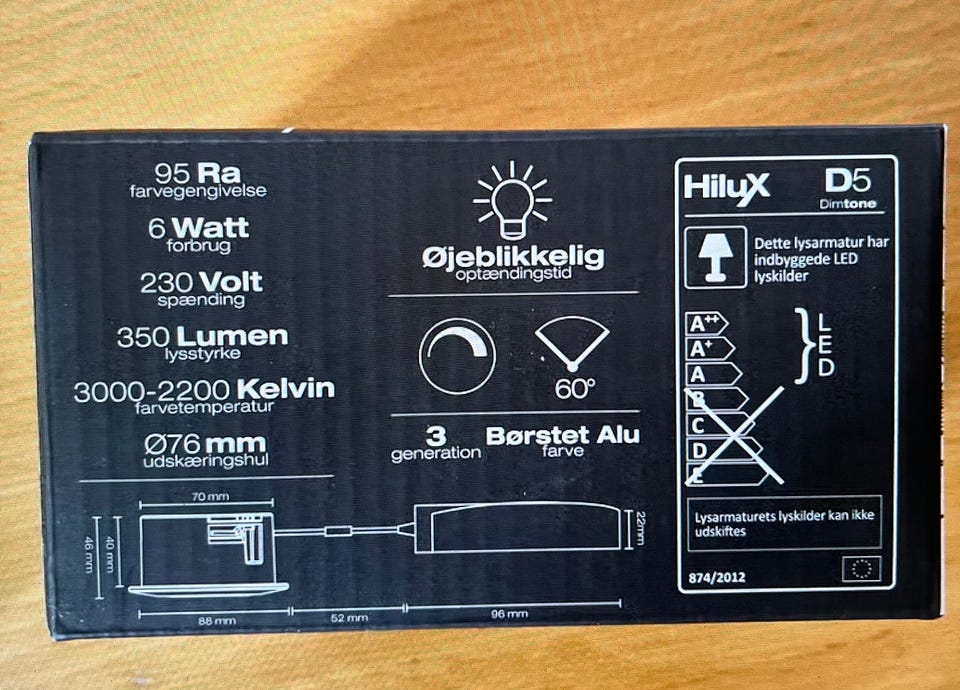 95 Ra
farvegengivelse
6 Watt
forbrug
230 Volt
spænding
350 Lumen
lysstyrke
3000-2200 Kelvin
farvetemperatur
Ø76 mm
udskæringshul
Øjeblikkelig
optændingstid
60°
3
generation
Børstet Alu
farve
70 mm
46 mm
40 mm
22mm
88 mm
52 mm
96 mm
HiluX D5
Dimtone
Dette lysarmatur har
indbyggede LED
lyskilder
A++
A+
A
B
C
D
E
L
E
D
Lysarmaturets lyskilder kan ikke
udskiftes
874/2012